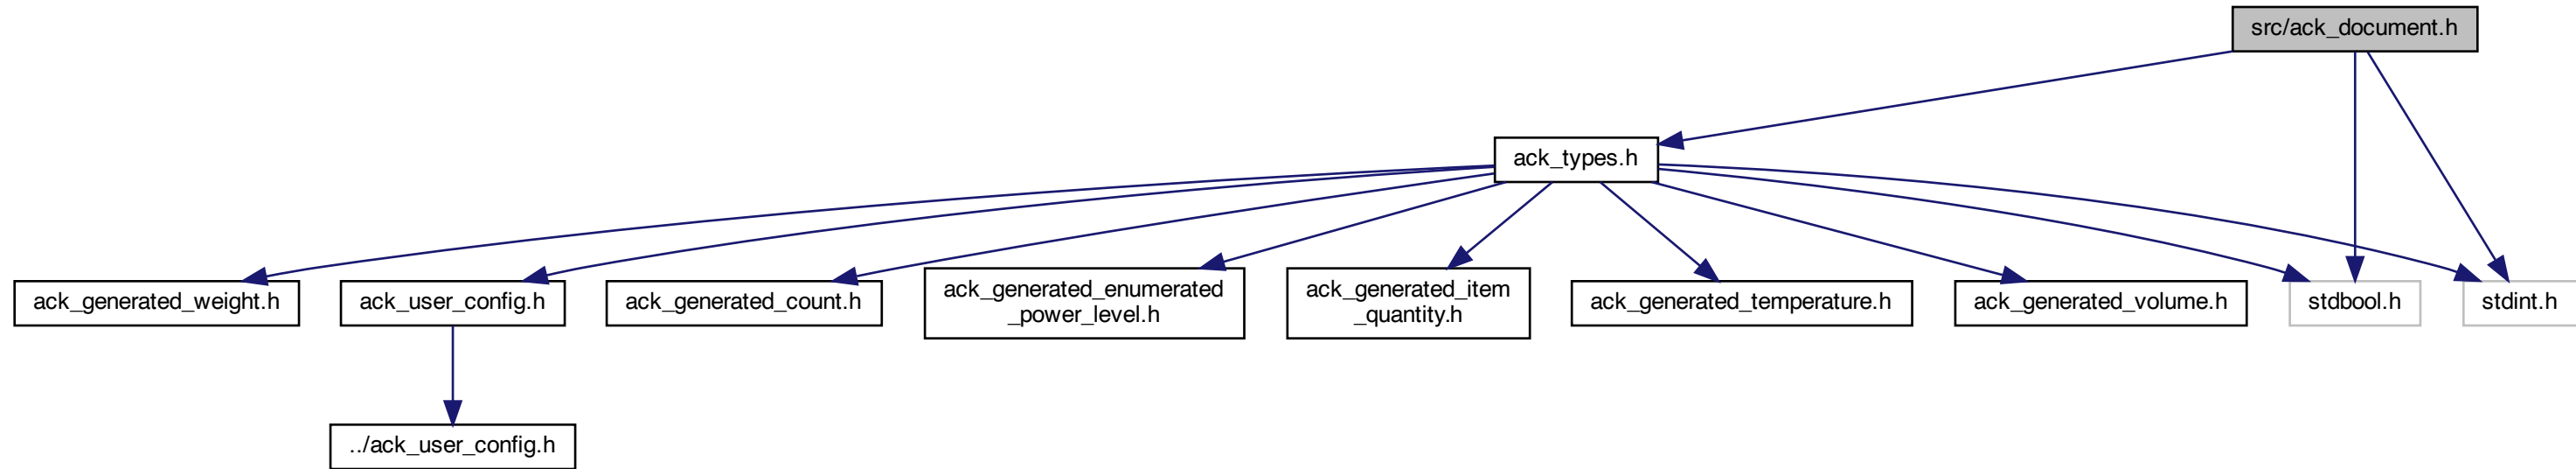 src/ack_document.h
ack_types.h
ack_generated_weight.h
ack_user_config.h
ack_generated_count.h
ack_generated_enumerated
_power_level.h
ack_generated_item
_quantity.h
ack_generated_temperature.h
ack_generated_volume.h
stdbool.h
stdint.h
../ack_user_config.h